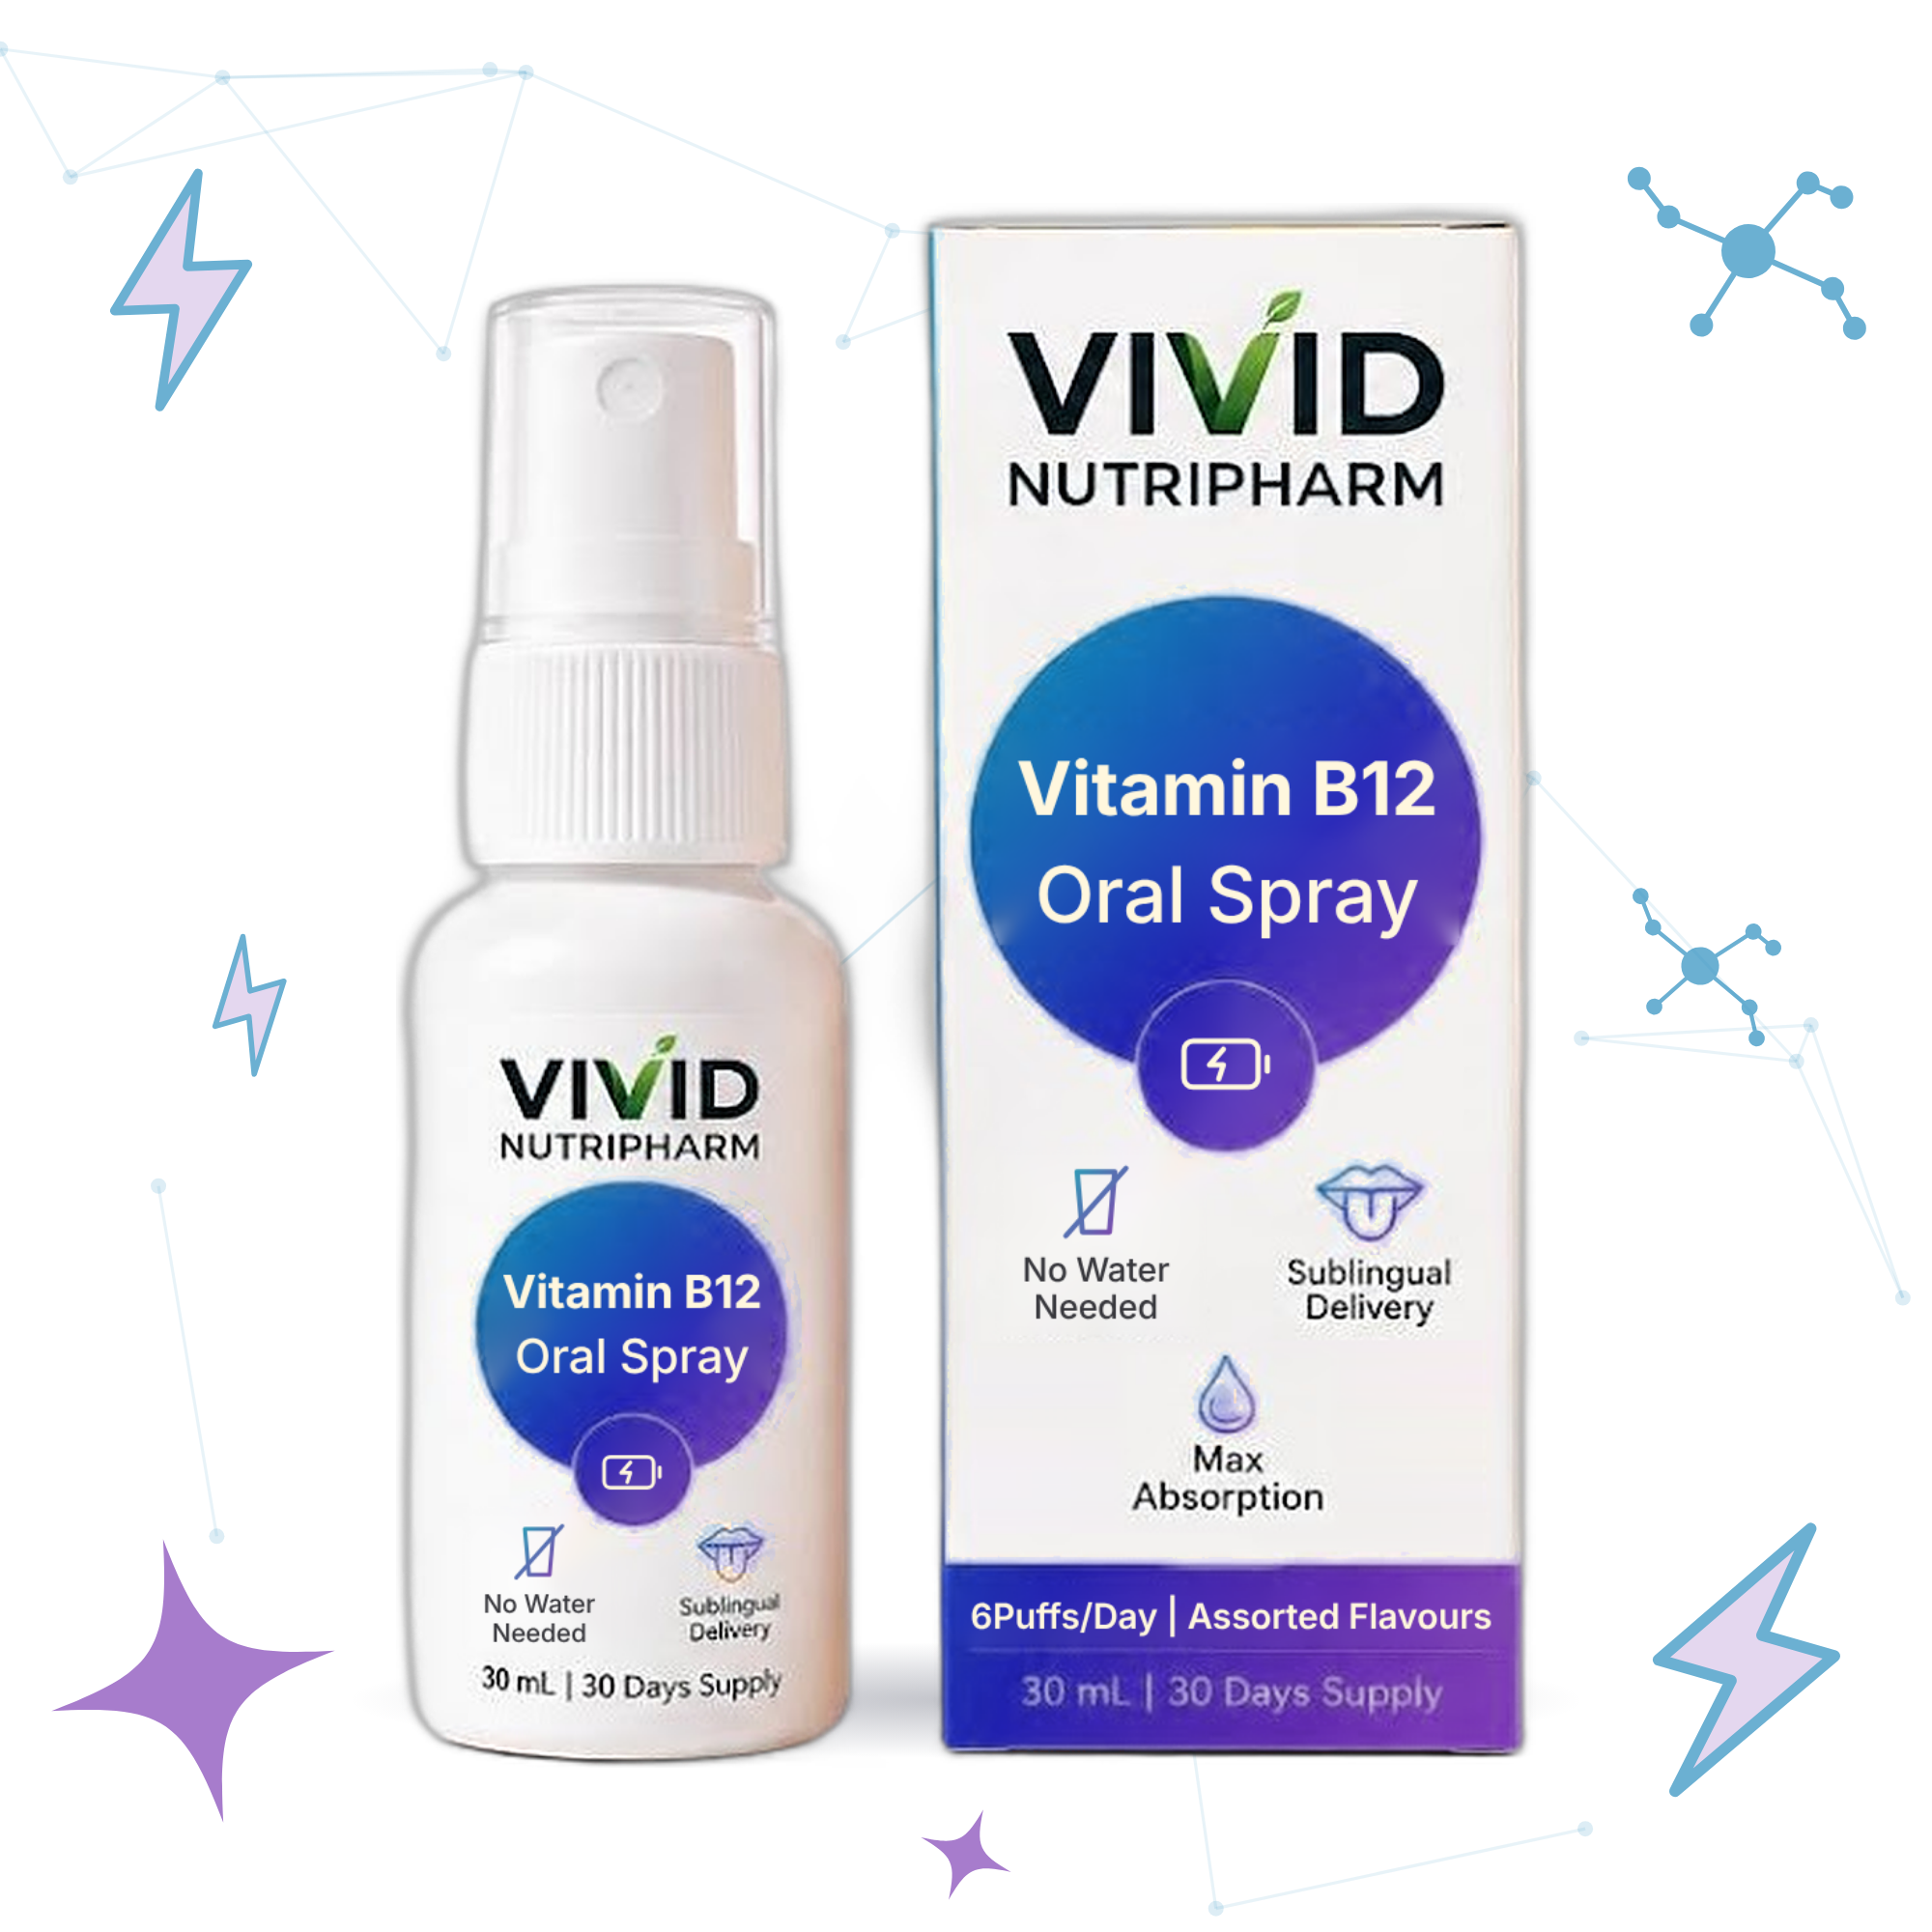 VIVID
NUTRIPHARM
Vitamin B12
Oral Spray
No Water
Needed
Sublingual
Delivery
30 mL | 30 Days Supply
VIVID
NUTRIPHARM
Vitamin B12
Oral Spray
No Water
Needed
Sublingual
Delivery
Max
Absorption
6Puffs/Day | Assorted Flavours
30 mL | 30 Days Supply